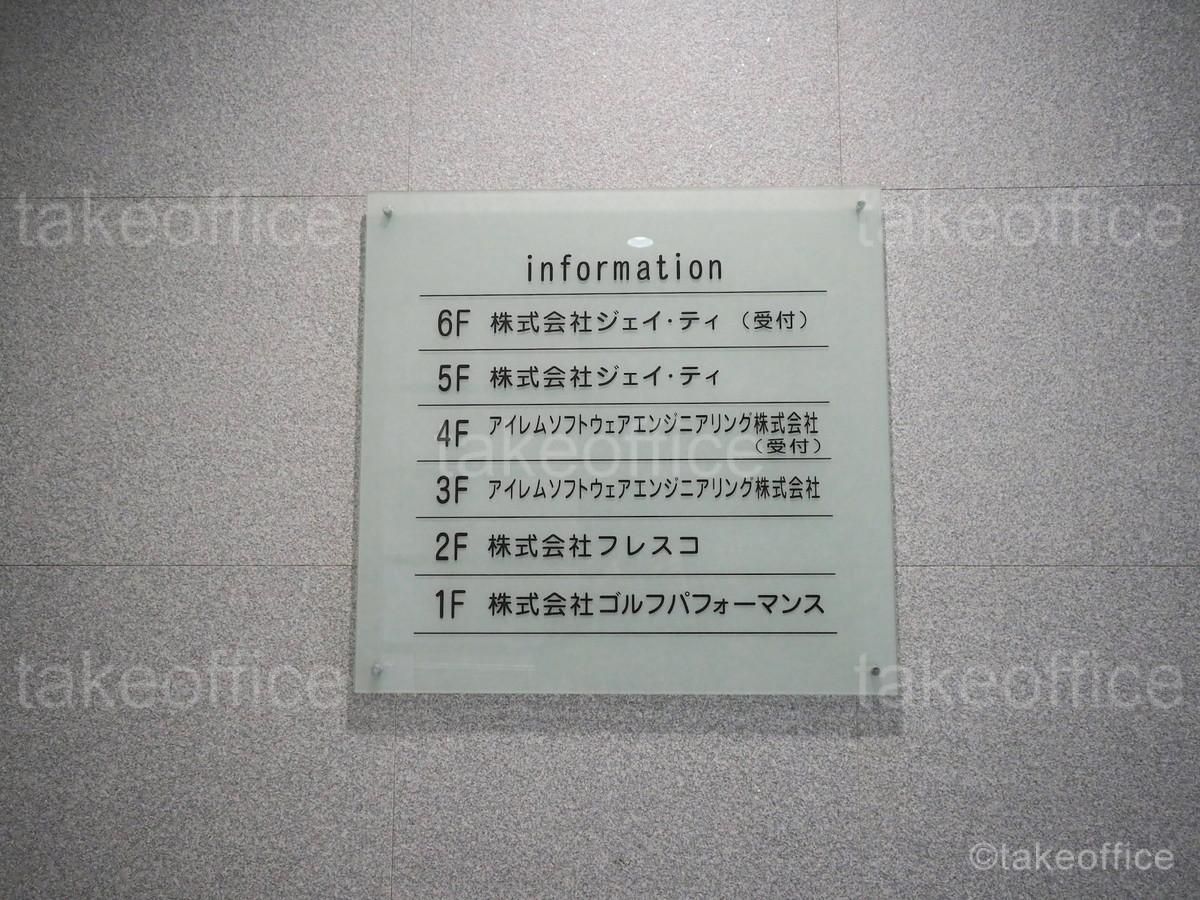 takeoffice takeoffice
information
6F 株式会社ジェイ・ティ（受付）
5F 株式会社ジェイ・ティ
4F アイレムソフトウェアエンジニアリング株式会社
（受付）
takeoffice
3F アイレムソフトウェアエンジニアリング株式会社
2F 株式会社フレスコ
1F 株式会社ゴルフパフォーマンス
takeoffice takeoffice
©takeoffice